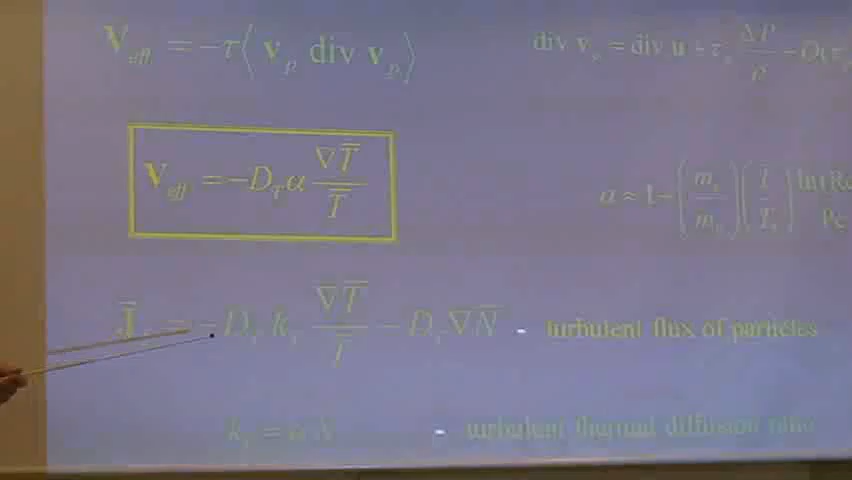 V_eff = −τ ⟨ v_p div v_p ⟩
div v_p = div u + τ_p ΔP/ρ − O(τ
V_eff = −D_T α ∇T̄/T̄
α ≈ 1 −
J = −D_T k_T ∇T̄/T̄ − D_T ∇N̄ - turbulent flux of particles
k_T = α N̄ - turbulent thermal diffusion ratio